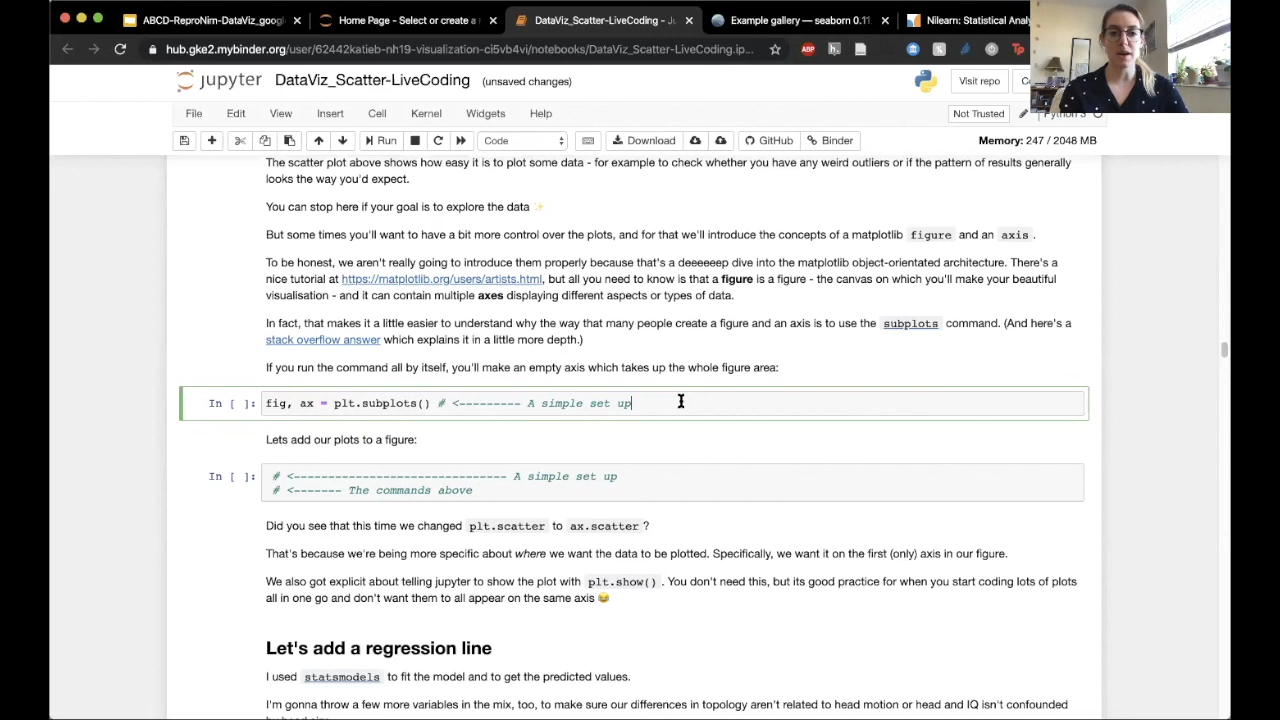 ABCD-ReproNim-DataViz_goog
Home Page - Select or create a
DataViz_Scatter-LiveCoding - Ju
Example gallery — seaborn 0.11.
Nilearn: Statistical Analy
hub.gke2.mybinder.org/user/62442katieb-nh19-visualization-ci5vb4vi/notebooks/DataViz_Scatter-LiveCoding.ip...
ABP
jupyter DataViz_Scatter-LiveCoding (unsaved changes)
Visit repo
File Edit View Insert Cell Kernel Widgets Help
Not Trusted
Run Code Download GitHub Binder Memory: 247 / 2048 MB
The scatter plot above shows how easy it is to plot some data - for example to check whether you have any weird outliers or if the pattern of results generally
looks the way you'd expect.
You can stop here if your goal is to explore the data ✨
But some times you'll want to have a bit more control over the plots, and for that we'll introduce the concepts of a matplotlib figure and an axis .
To be honest, we aren't really going to introduce them properly because that's a deeeeeep dive into the matplotlib object-orientated architecture. There's a
nice tutorial at https://matplotlib.org/users/artists.html, but all you need to know is that a figure is a figure - the canvas on which you'll make your beautiful
visualisation - and it can contain multiple axes displaying different aspects or types of data.
In fact, that makes it a little easier to understand why the way that many people create a figure and an axis is to use the subplots command. (And here's a
stack overflow answer which explains it in a little more depth.)
If you run the command all by itself, you'll make an empty axis which takes up the whole figure area:
In [ ]: fig, ax = plt.subplots() # <--------- A simple set up
Lets add our plots to a figure:
In [ ]: # <------------------------------- A simple set up
# <------- The commands above
Did you see that this time we changed plt.scatter to ax.scatter ?
That's because we're being more specific about where we want the data to be plotted. Specifically, we want it on the first (only) axis in our figure.
We also got explicit about telling jupyter to show the plot with plt.show() . You don't need this, but its good practice for when you start coding lots of plots
all in one go and don't want them to all appear on the same axis 😂
Let's add a regression line
I used statsmodels to fit the model and to get the predicted values.
I'm gonna throw a few more variables in the mix, too, to make sure our differences in topology aren't related to head motion or head and IQ isn't confounded